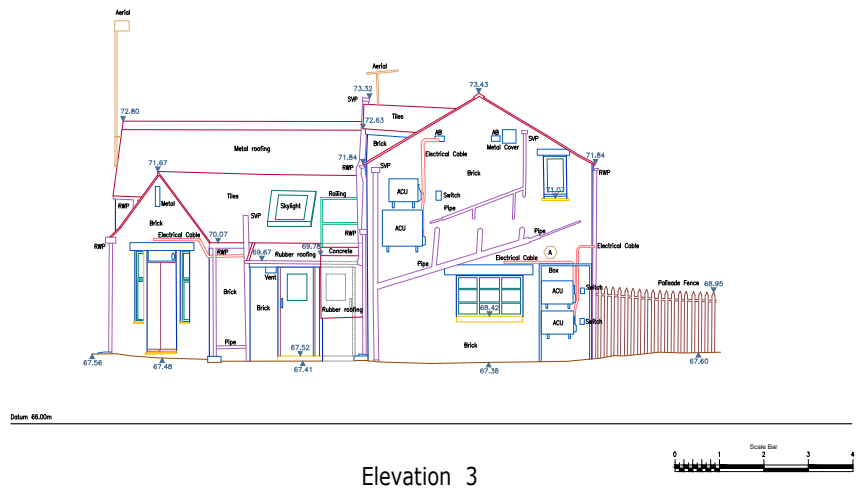 Aerial
Aerial
73.32
73.43
SVP
72.80
Tiles
72.63
AB
AB
Metal roofing
Brick
Metal Cover
Electrical Cable
71.84
SVP
71.84
71.67
RWP
RWP
Brick
ACU
Switch
71.07
Railing
Tiles
Metal
RWP
Skylight
Pipe
SVP
ACU
Brick
RWP
Electrical Cable
RWP
70.07
69.78
Electrical Cable
RWP
Concrete
A
69.67
Rubber roofing
Pipe
Electrical Cable
Vent
Box
Palisade Fence
68.95
Brick
ACU
Switch
Brick
Rubber roofing
68.42
ACU
Switch
Pipe
Brick
67.52
67.56
67.48
67.41
67.38
67.60
Datum 66.00m
Scale Bar
0 1 2 3 4
Elevation 3